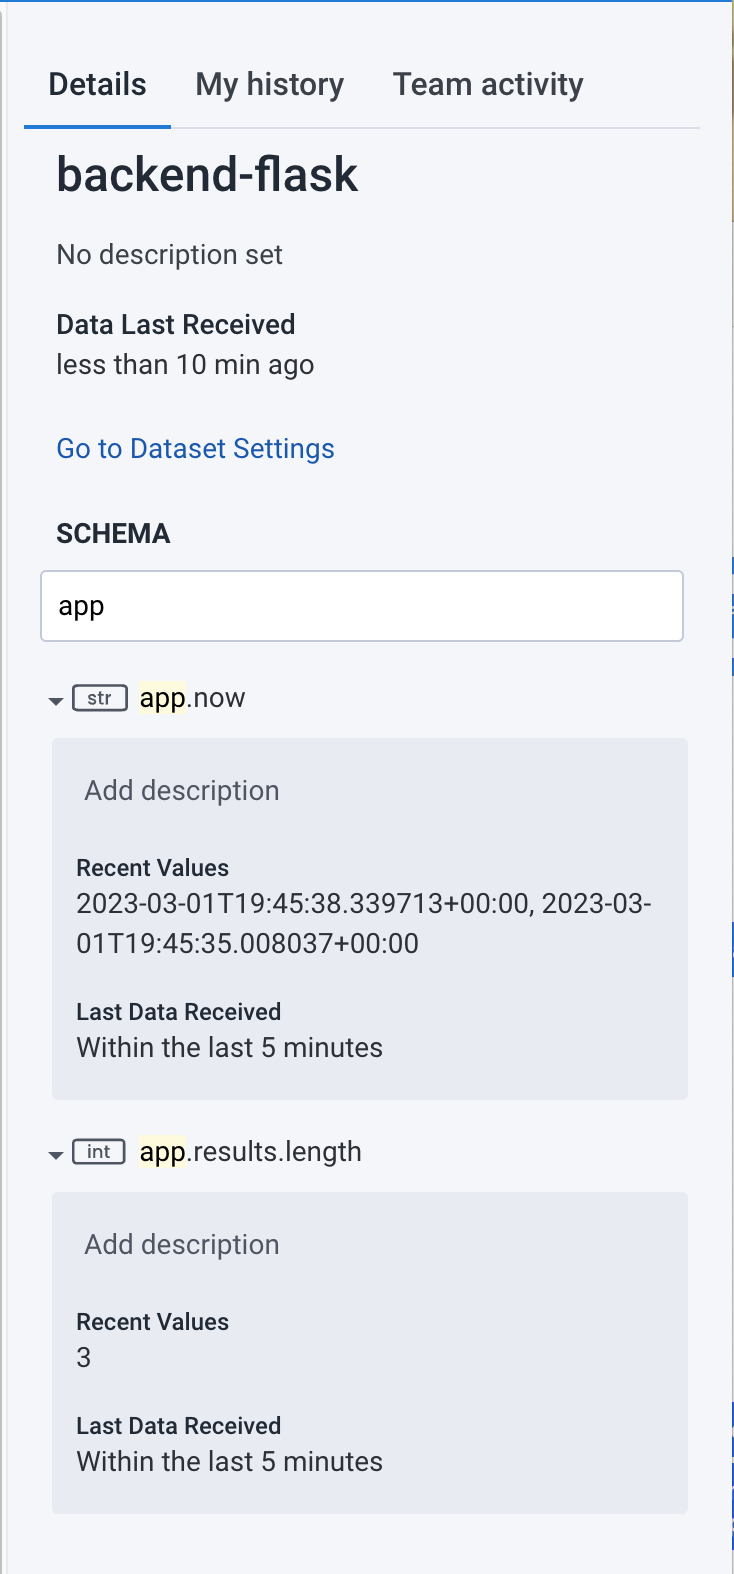 Details My history Team activity
backend-flask
No description set
Data Last Received
less than 10 min ago
Go to Dataset Settings
SCHEMA
app
str app.now
Add description
Recent Values
2023-03-01T19:45:38.339713+00:00, 2023-03-
01T19:45:35.008037+00:00
Last Data Received
Within the last 5 minutes
int app.results.length
Add description
Recent Values
3
Last Data Received
Within the last 5 minutes